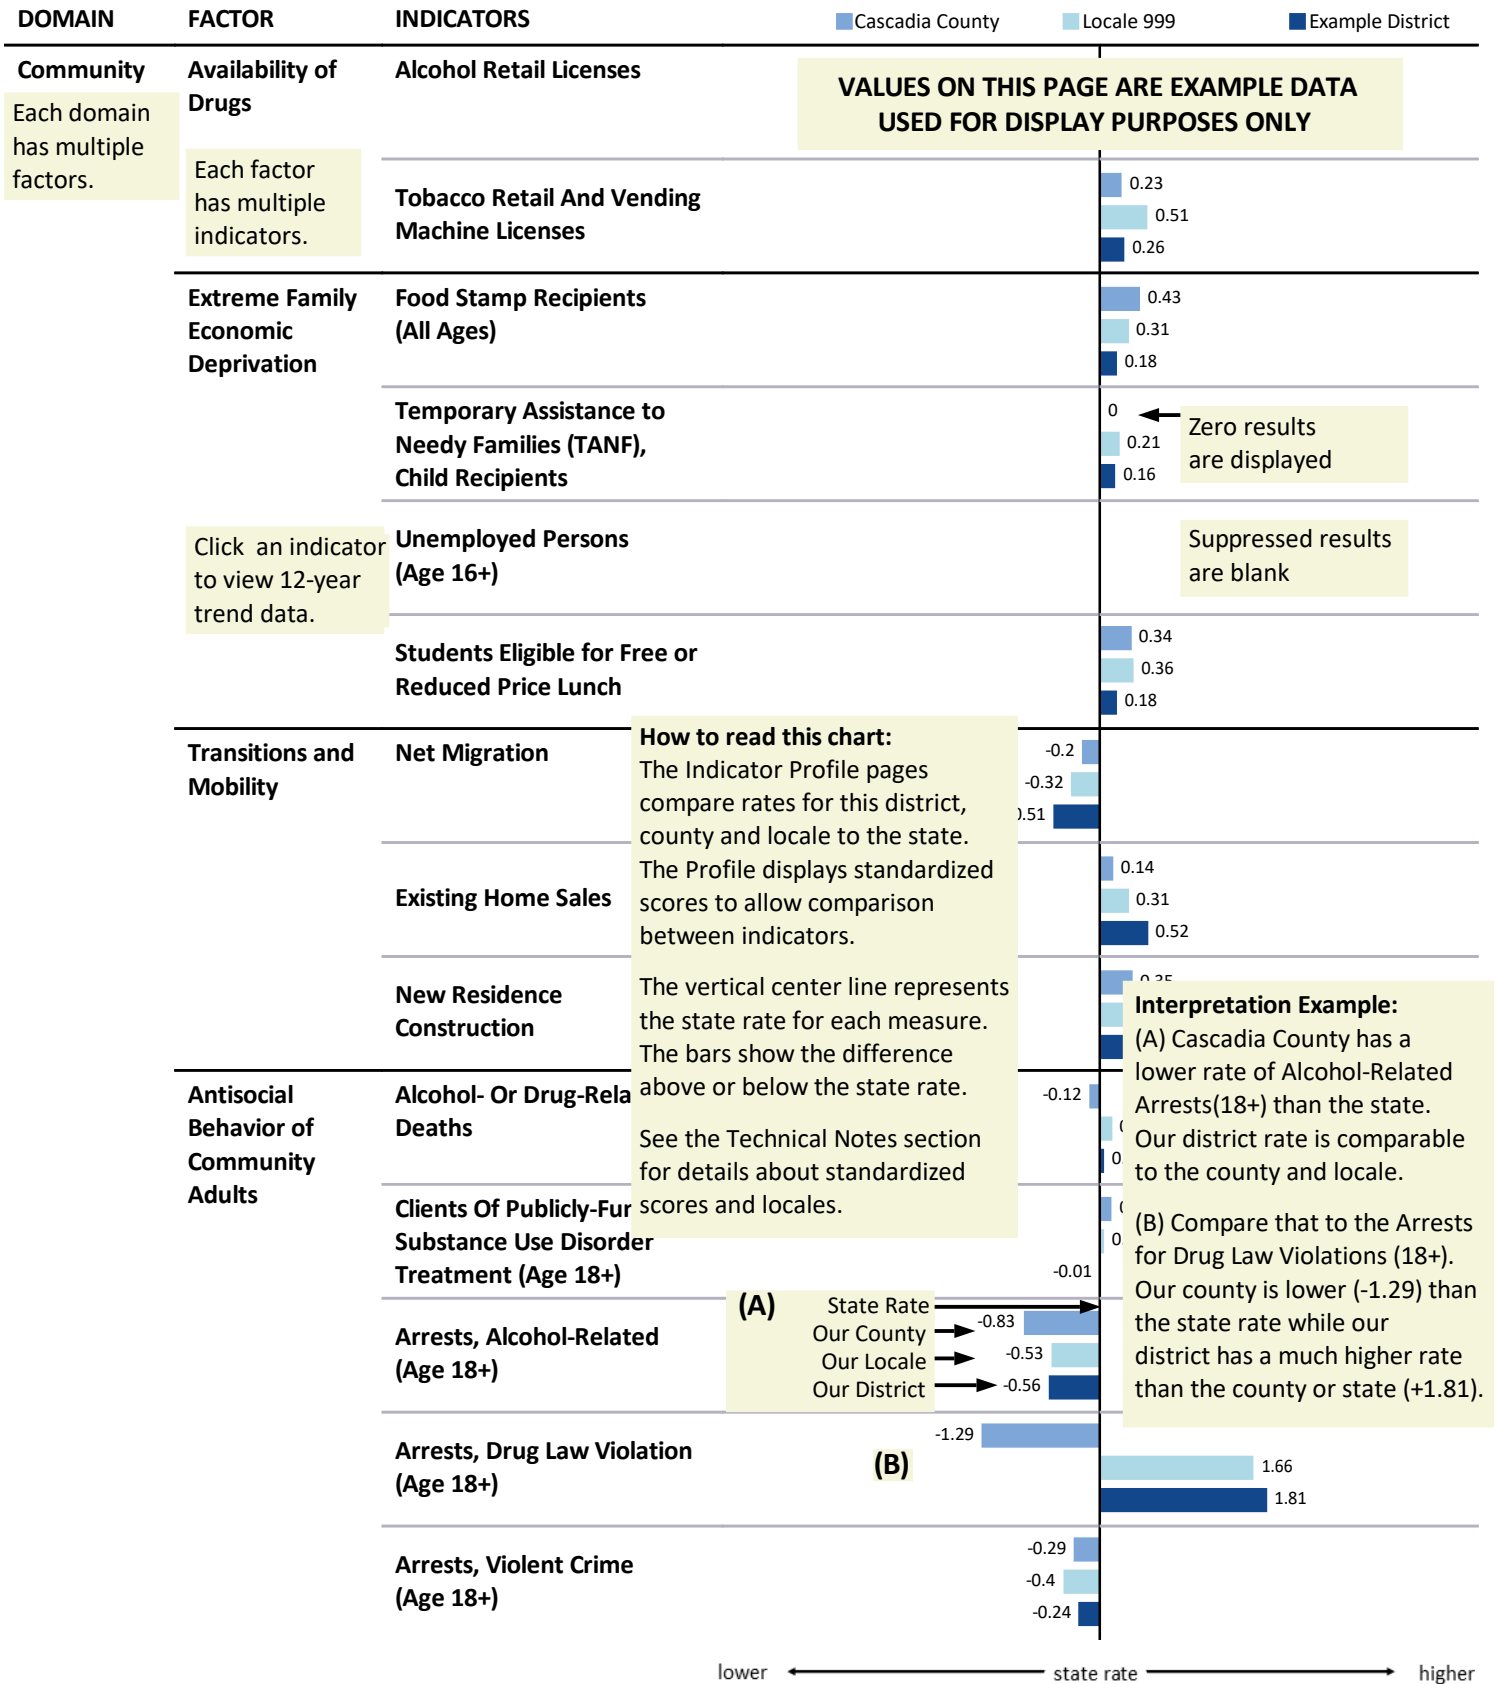 DOMAIN FACTOR INDICATORS Cascadia County Locale 999 Example District
Community
Each domain
has multiple
factors.
Availability of
Drugs
Each factor
has multiple
indicators.
Alcohol Retail Licenses
VALUES ON THIS PAGE ARE EXAMPLE DATA
USED FOR DISPLAY PURPOSES ONLY
Tobacco Retail And Vending
Machine Licenses
0.23
0.51
0.26
Extreme Family
Economic
Deprivation
Food Stamp Recipients
(All Ages)
0.43
0.31
0.18
Temporary Assistance to
Needy Families (TANF),
Child Recipients
0
0.21
0.16
Zero results
are displayed
Click an indicator
to view 12-year
trend data.
Unemployed Persons
(Age 16+)
Suppressed results
are blank
Students Eligible for Free or
Reduced Price Lunch
0.34
0.36
0.18
Transitions and
Mobility
Net Migration
-0.2
-0.32
.51
How to read this chart:
The Indicator Profile pages
compare rates for this district,
county and locale to the state.
The Profile displays standardized
scores to allow comparison
between indicators.
The vertical center line represents
the state rate for each measure.
The bars show the difference
above or below the state rate.
See the Technical Notes section
for details about standardized
scores and locales.
Existing Home Sales
0.14
0.31
0.52
New Residence
Construction
Interpretation Example:
(A) Cascadia County has a
lower rate of Alcohol-Related
Arrests(18+) than the state.
Our district rate is comparable
to the county and locale.
(B) Compare that to the Arrests
for Drug Law Violations (18+).
Our county is lower (-1.29) than
the state rate while our
district has a much higher rate
than the county or state (+1.81).
Antisocial
Behavior of
Community
Adults
Alcohol- Or Drug-Rela
Deaths
-0.12
0.
Clients Of Publicly-Fu
Substance Use Disorder
Treatment (Age 18+)
0.
-0.01
Arrests, Alcohol-Related
(Age 18+)
(A)
State Rate
Our County
Our Locale
Our District
-0.83
-0.53
-0.56
Arrests, Drug Law Violation
(Age 18+)
(B)
-1.29
1.66
1.81
Arrests, Violent Crime
(Age 18+)
-0.29
-0.4
-0.24
lower state rate higher